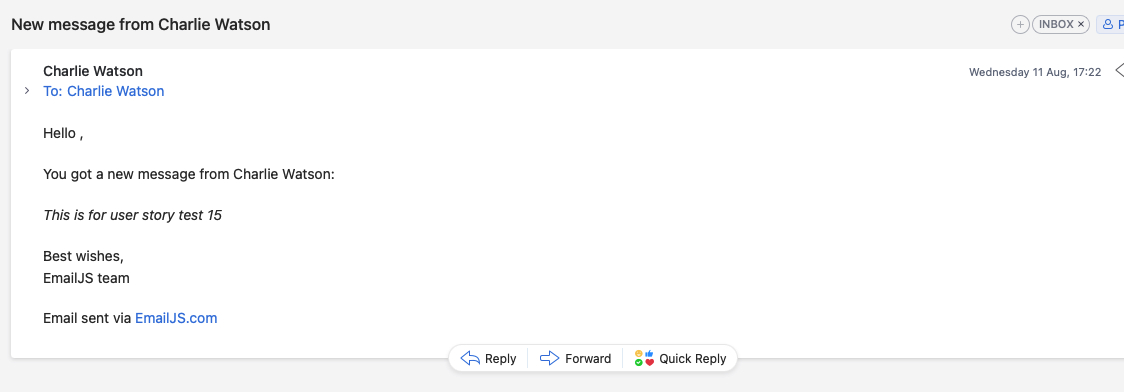 New message from Charlie Watson
INBOX ×
P
Charlie Watson
Wednesday 11 Aug, 17:22
To: Charlie Watson
Hello ,
You got a new message from Charlie Watson:
This is for user story test 15
Best wishes,
EmailJS team
Email sent via EmailJS.com
Reply
Forward
Quick Reply